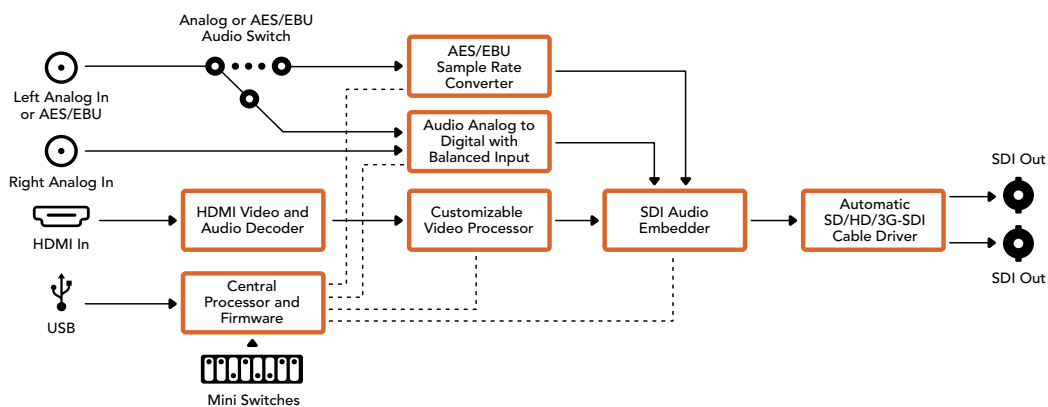 Analog or AES/EBU
Audio Switch
Left Analog In
or AES/EBU
AES/EBU
Sample Rate
Converter
Audio Analog to
Digital with
Balanced Input
Right Analog In
HDMI In
HDMI Video and
Audio Decoder
Customizable
Video Processor
SDI Audio
Embedder
Automatic
SD/HD/3G-SDI
Cable Driver
SDI Out
SDI Out
USB
Central
Processor and
Firmware
Mini Switches